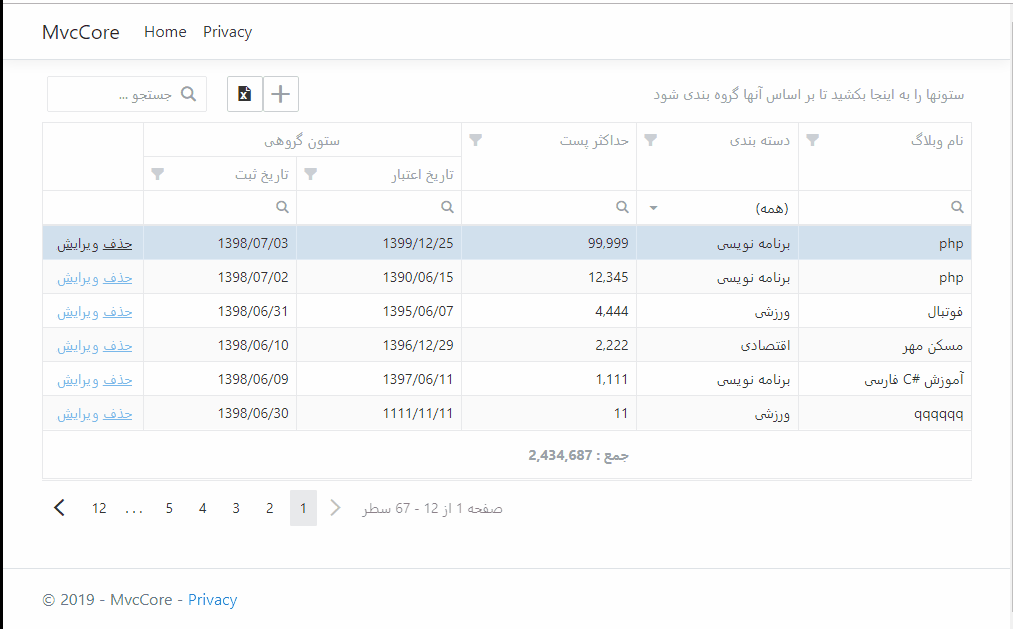 MvcCore Home Privacy
ستونها را به اینجا بکشید تا بر اساس آنها گروه بندی شود
جستجو ...
نام وبلاگ دسته بندی حداکثر پست ستون گروهی
تاریخ اعتبار تاریخ ثبت
(همه)
php برنامه نویسی 99,999 1399/12/25 1398/07/03 حذف ویرایش
php برنامه نویسی 12,345 1390/06/15 1398/07/02 حذف ویرایش
فوتبال ورزشی 4,444 1395/06/07 1398/06/31 حذف ویرایش
مسکن مهر اقتصادی 2,222 1396/12/29 1398/06/10 حذف ویرایش
آموزش #C فارسی برنامه نویسی 1,111 1397/06/11 1398/06/09 حذف ویرایش
qqqqqq ورزشی 11 1111/11/11 1398/06/30 حذف ویرایش
جمع : 2,434,687
صفحه 1 از 12 - 67 سطر 1 2 3 4 5 ... 12
© 2019 - MvcCore - Privacy